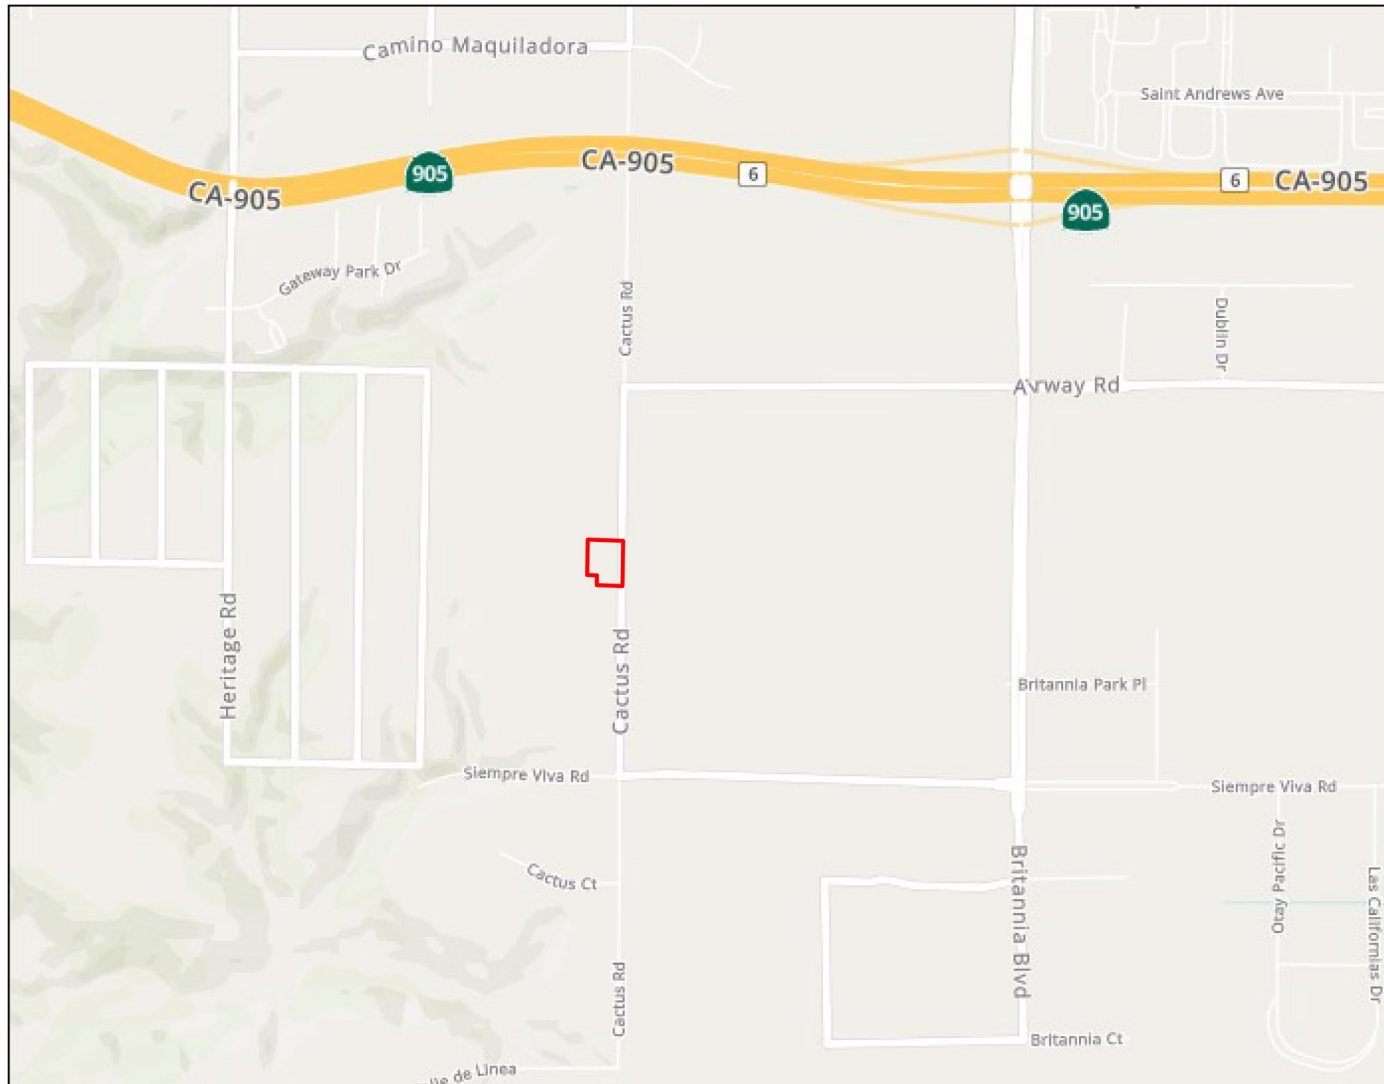 Camino Maquiladora
Saint Andrews Ave
CA-905
905
CA-905
6
6
CA-905
905
Gateway Park Dr
Cactus Rd
Dublin Dr
Airway Rd
Heritage Rd
Cactus Rd
Britannia Park Pl
Siempre Viva Rd
Siempre Viva Rd
Cactus Ct
Britannia Blvd
Otay Pacific Dr
Las Californias Dr
Cactus Rd
Britannia Ct
de Linea